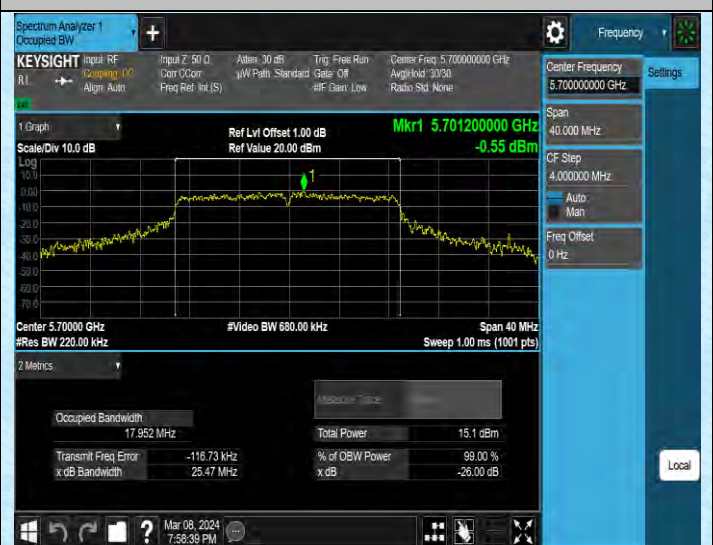 Spectrum Analyzer 1
Occupied BW
+
Frequency
KEYSIGHT Input: RF Input Z: 50 Ω Atten: 30 dB Trig: Free Run Center Freq: 5.700000000 GHz
RL Coupling: DC Corr CCorr µW Path: Standard Gate: Off Avg|Hold: 30/30
Align: Auto Freq Ref: Int (S) #IF Gain: Low Radio Std: None
Center Frequency
5.700000000 GHz
Settings
Span
40.000 MHz
CF Step
4.000000 MHz
Auto
Man
Freq Offset
0 Hz
1 Graph
Ref Lvl Offset 1.00 dB
Mkr1 5.701200000 GHz
Scale/Div 10.0 dB
Ref Value 20.00 dBm
-0.55 dBm
Log
10.0
0.00
-10.0
-20.0
-30.0
-40.0
-50.0
-60.0
-70.0
1
Center 5.70000 GHz #Video BW 680.00 kHz Span 40 MHz
#Res BW 220.00 kHz Sweep 1.00 ms (1001 pts)
2 Metrics
Measure Trace
Occupied Bandwidth
17.952 MHz
Total Power 15.1 dBm
Transmit Freq Error -116.73 kHz % of OBW Power 99.00 %
x dB Bandwidth 25.47 MHz x dB -26.00 dB
Local
?
Mar 08, 2024
7:58:39 PM